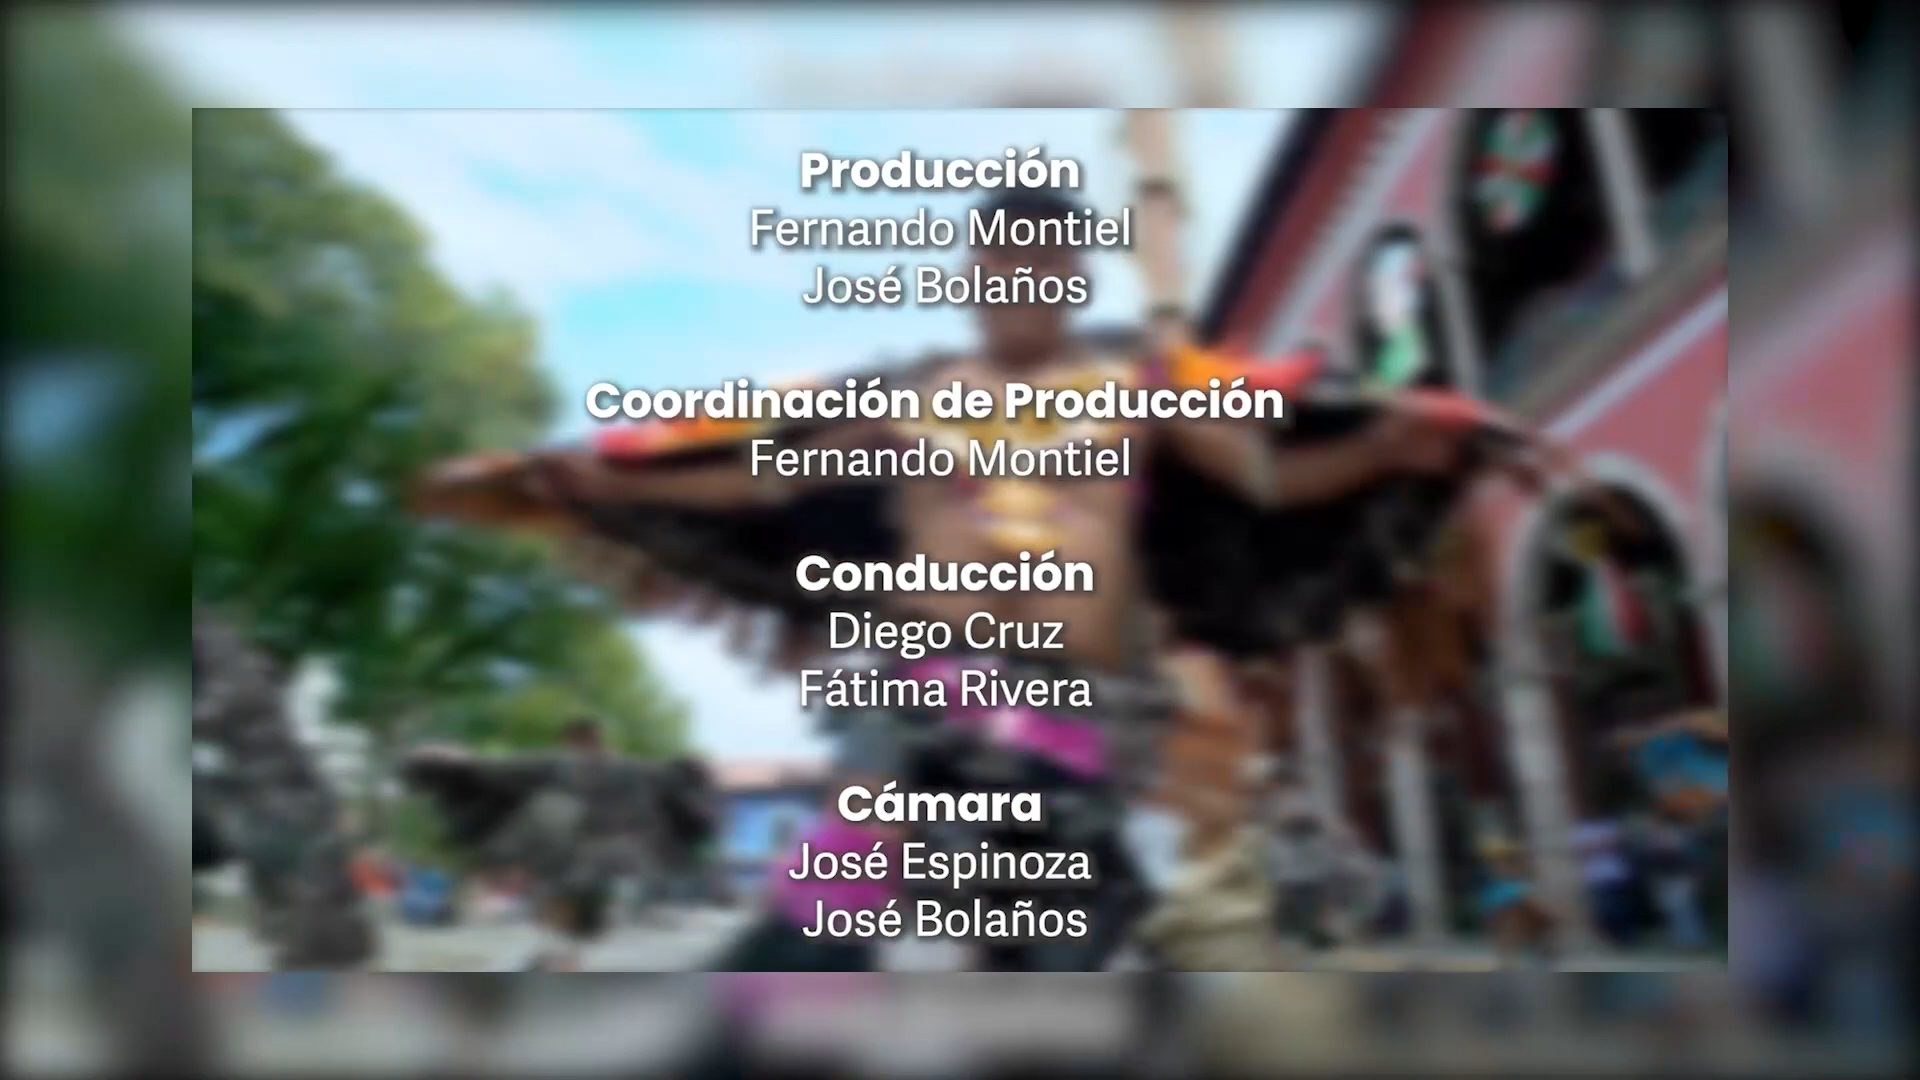 Producción
Fernando Montiel
José Bolaños
Coordinación de Producción
Fernando Montiel
Conducción
Diego Cruz
Fátima Rivera
Cámara
José Espinoza
José Bolaños